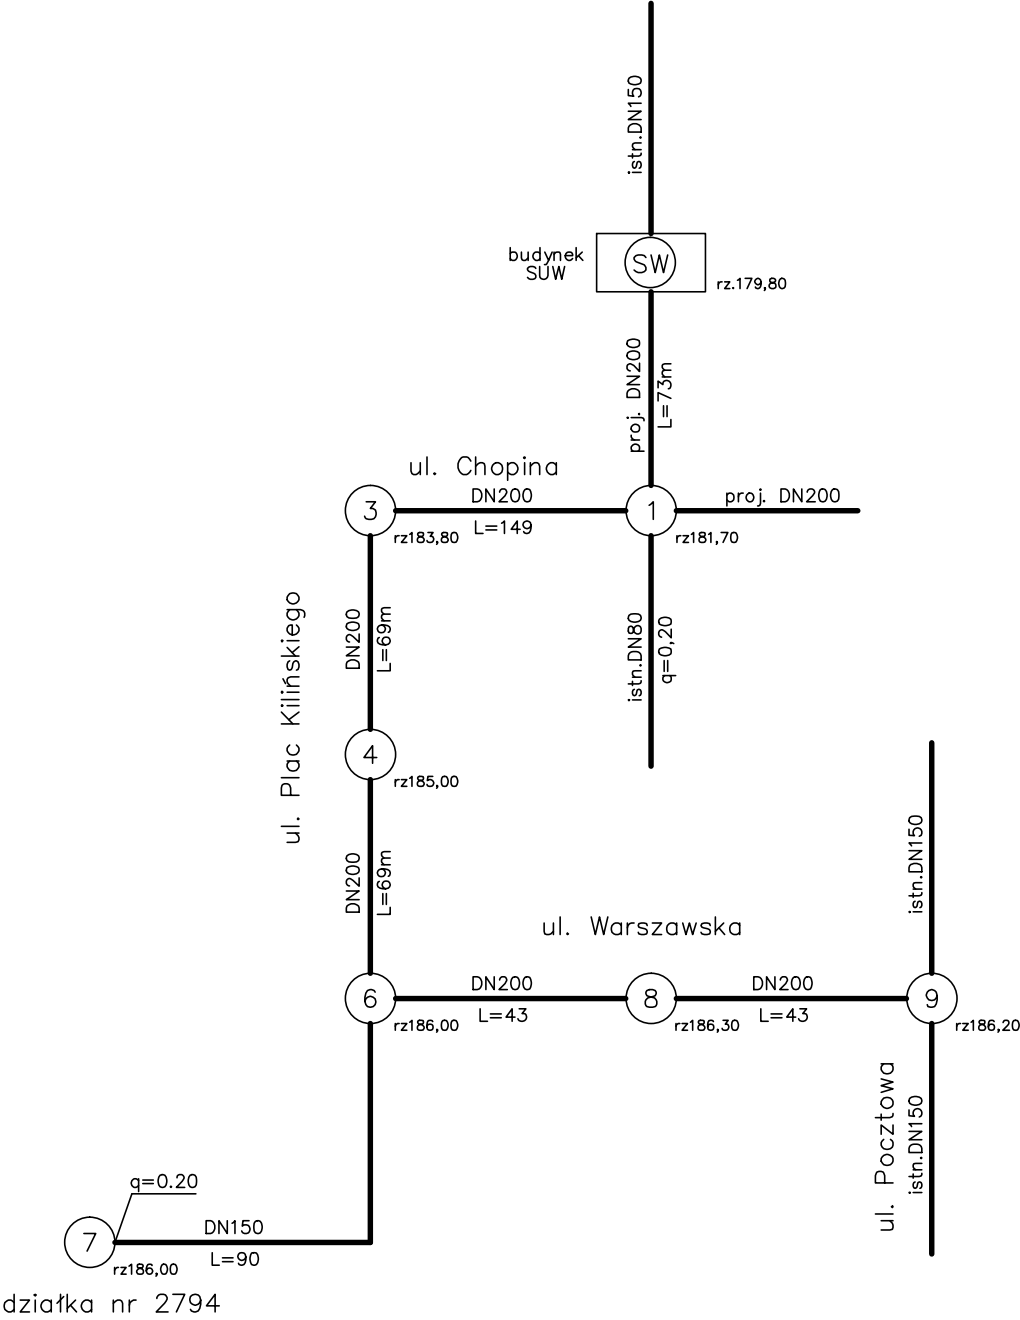 istn.DN150
budynek
SUW
SW
rz.179,80
proj. DN200
L=73m
ul. Chopina
DN200
proj. DN200
3
1
L=149
rz183,80
rz181,70
ul. Plac Kilińskiego
DN200
L=69m
istn.DN80
q=0,20
4
rz185,00
DN200
L=69m
istn.DN150
ul. Warszawska
DN200
DN200
6
8
9
L=43
L=43
rz186,00
rz186,30
rz186,20
ul. Pocztowa
istn.DN150
q=0.20
DN150
7
L=90
rz186,00
działka nr 2794